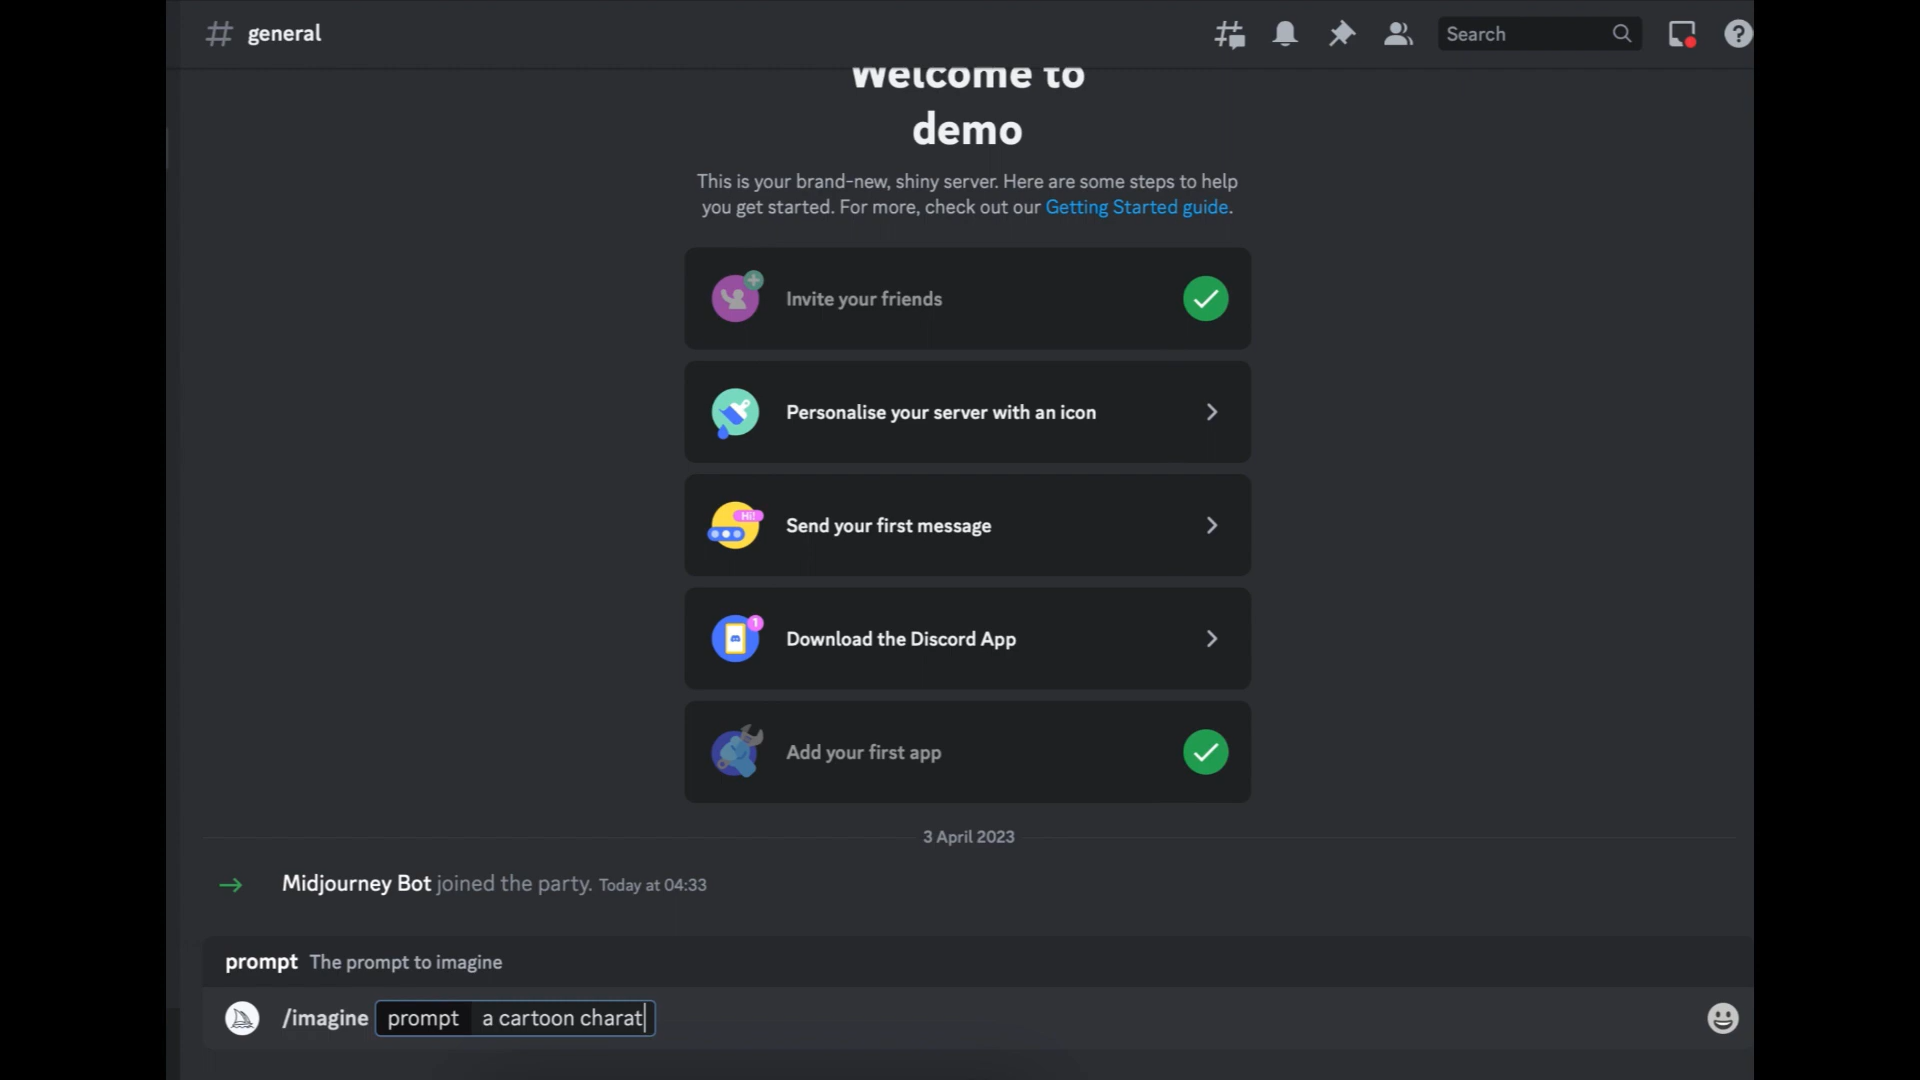 general
Search
Welcome to
demo
This is your brand-new, shiny server. Here are some steps to help
you get started. For more, check out our Getting Started guide.
Invite your friends
Personalise your server with an icon
Hi!
Send your first message
1
Download the Discord App
Add your first app
3 April 2023
Midjourney Bot joined the party. Today at 04:33
prompt The prompt to imagine
/imagine prompt a cartoon charat